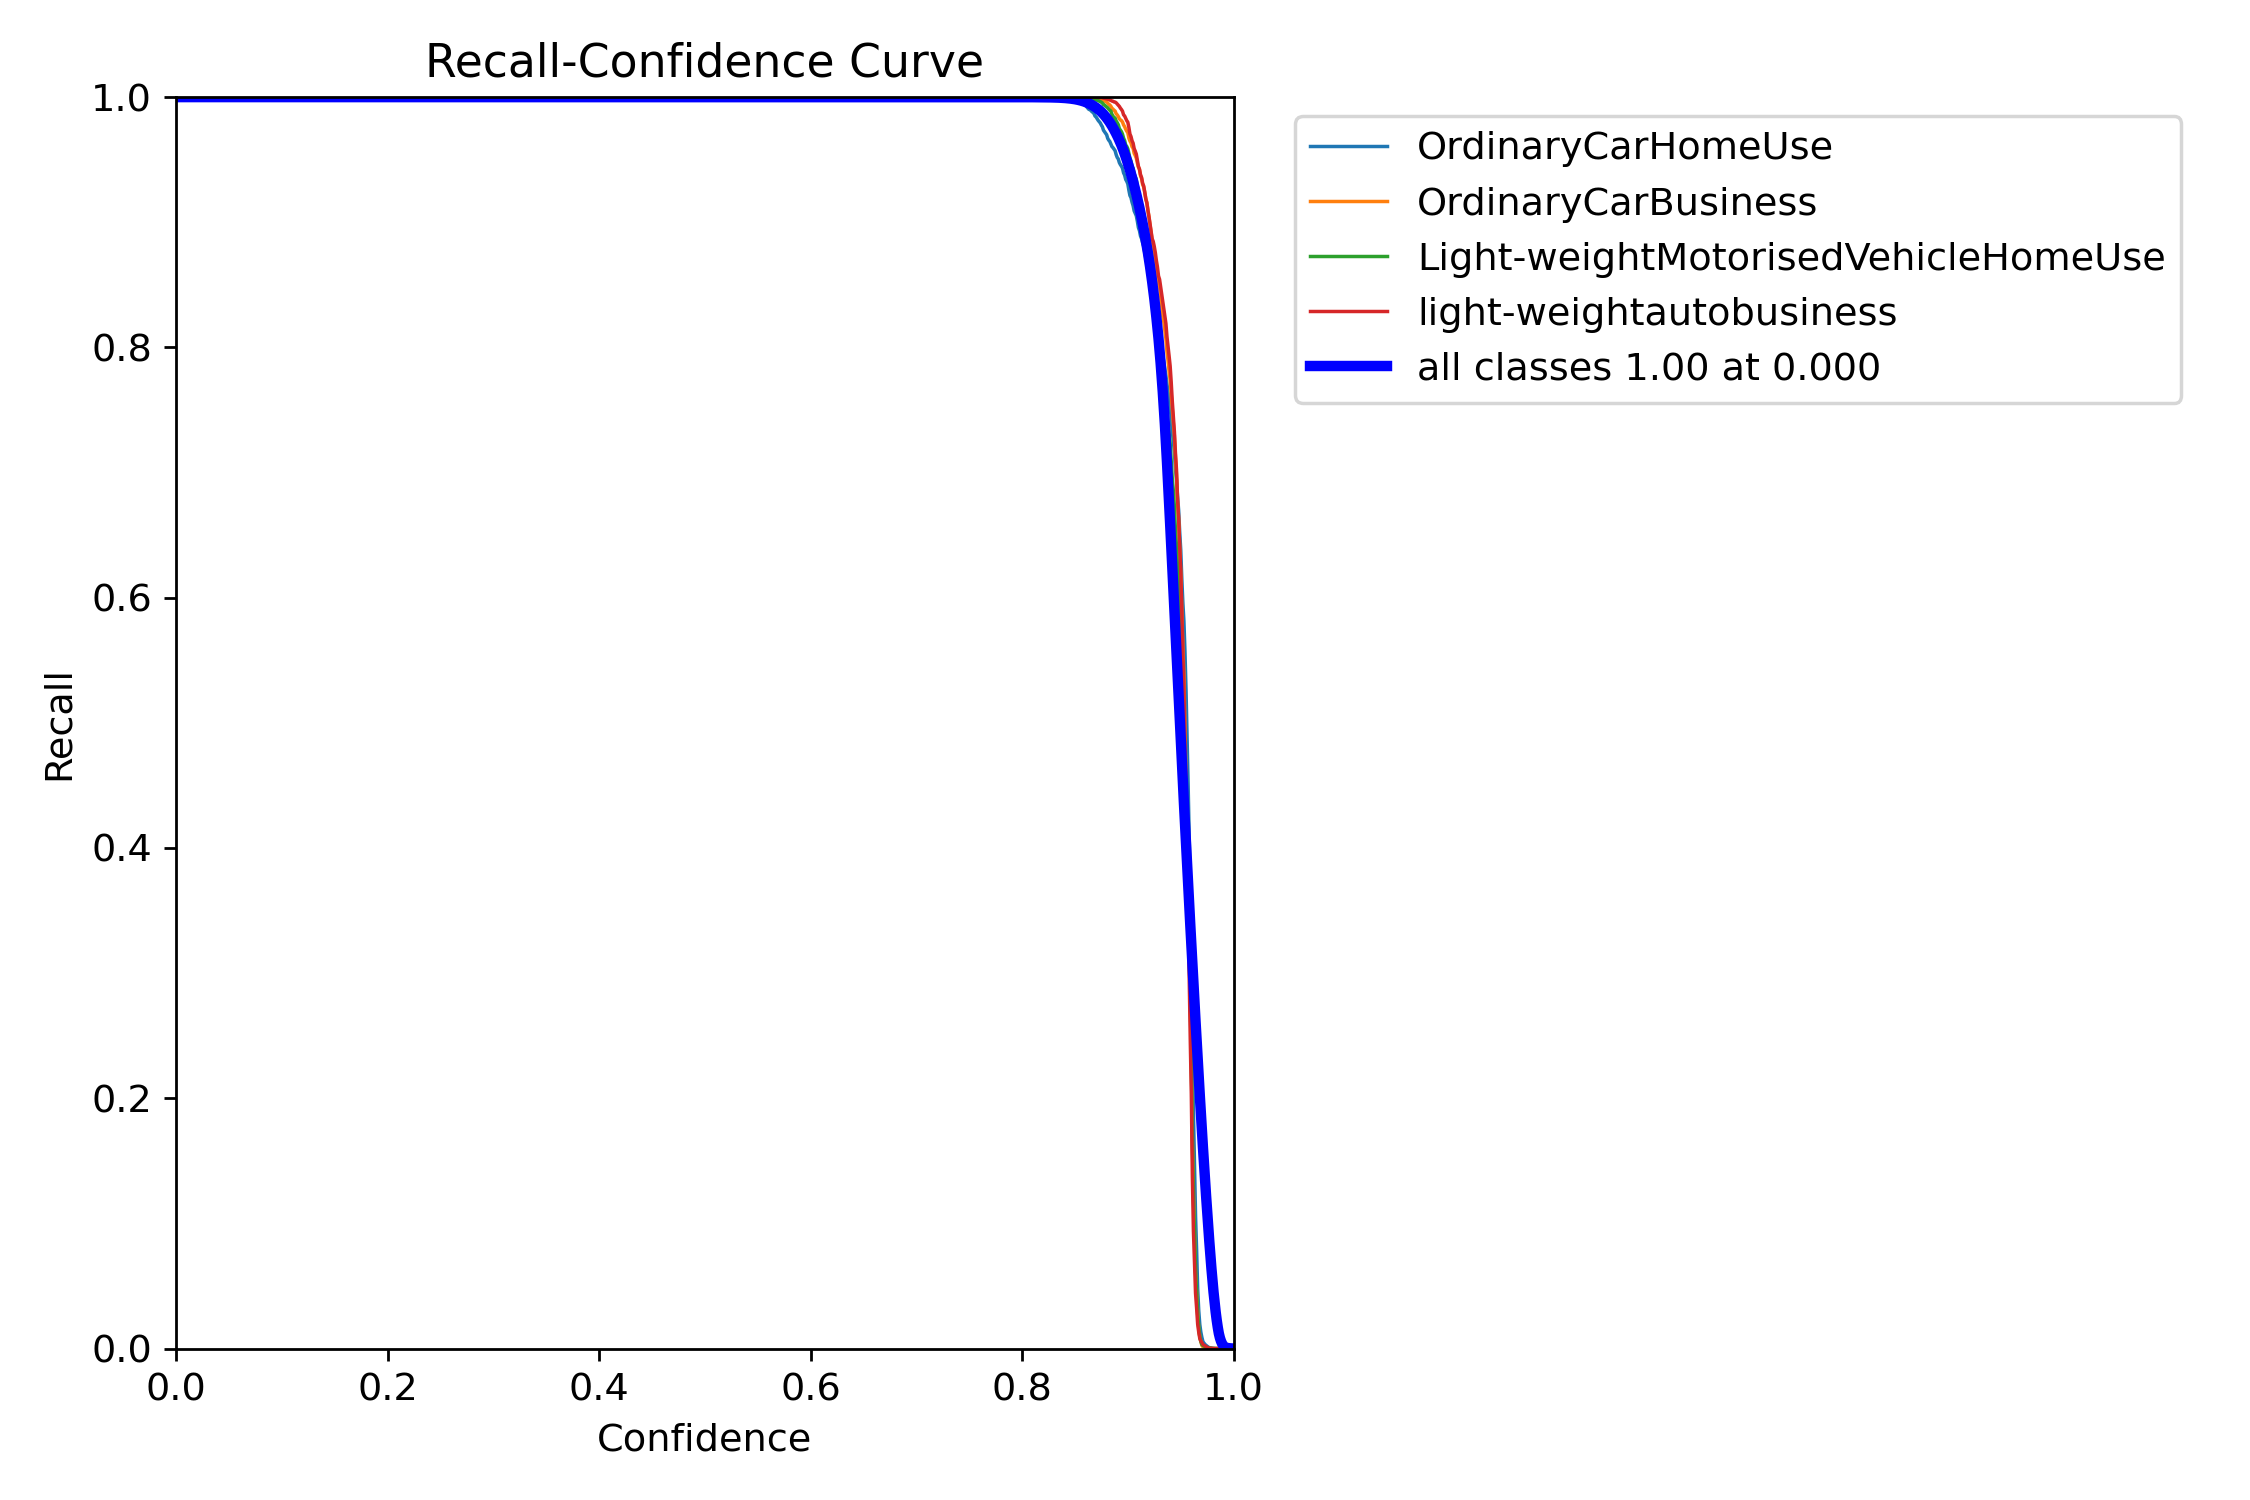 Recall-Confidence Curve
1.0
0.8
0.6
0.4
0.2
0.0
Recall
0.0 0.2 0.4 0.6 0.8 1.0
Confidence
OrdinaryCarHomeUse
OrdinaryCarBusiness
Light-weightMotorisedVehicleHomeUse
light-weightautobusiness
all classes 1.00 at 0.000